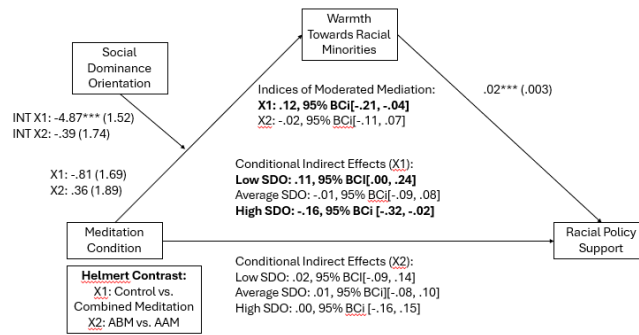 Warmth
Towards Racial
Minorities
Social
Dominance
Orientation
Indices of Moderated Mediation:
X1: .12, 95% BCi[-.21, -.04)
X2: -.02, 95% BCi[-.11, .07]
.02*** (.003)
INT X1: -4.87*** (1.52)
INT X2: -.39 (1.74)
X1: -.81 (1.69)
X2: .36 (1.89)
Conditional Indirect Effects (X1):
Low SDO: .11, 95% BCI[.00, .24)
Average SDO: -.01, 95% BCi[-.09, .08]
High SDO: -.16, 95% BCi [-.32, -.02)
Meditation
Condition
Racial Policy
Support
Helmert Contrast:
X1: Control vs.
Combined Meditation
X2: ABM vs. AAM
Conditional Indirect Effects (X2):
Low SDO: .02, 95% BCI[-.09, .14]
Average SDO: .01, 95% BCi][-.08, .10]
High SDO: .00, 95% BCi [-.16, .15]